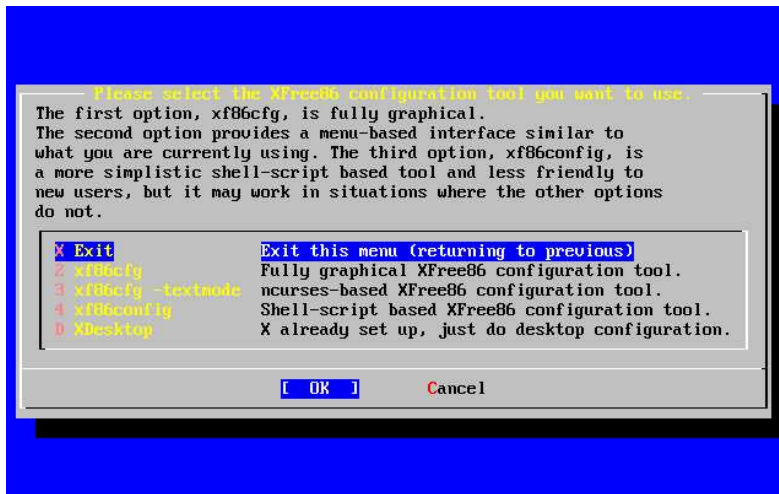 Please select the XFree86 configuration tool you want to use.
The first option, xf86cfg, is fully graphical.
The second option provides a menu-based interface similar to
what you are currently using. The third option, xf86config, is
a more simplistic shell-script based tool and less friendly to
new users, but it may work in situations where the other options
do not.
X Exit Exit this menu (returning to previous)
2 xf86cfg Fully graphical XFree86 configuration tool.
3 xf86cfg -textmode ncurses-based XFree86 configuration tool.
4 xf86config Shell-script based XFree86 configuration tool.
D XDesktop X already set up, just do desktop configuration.
[ OK ] Cancel